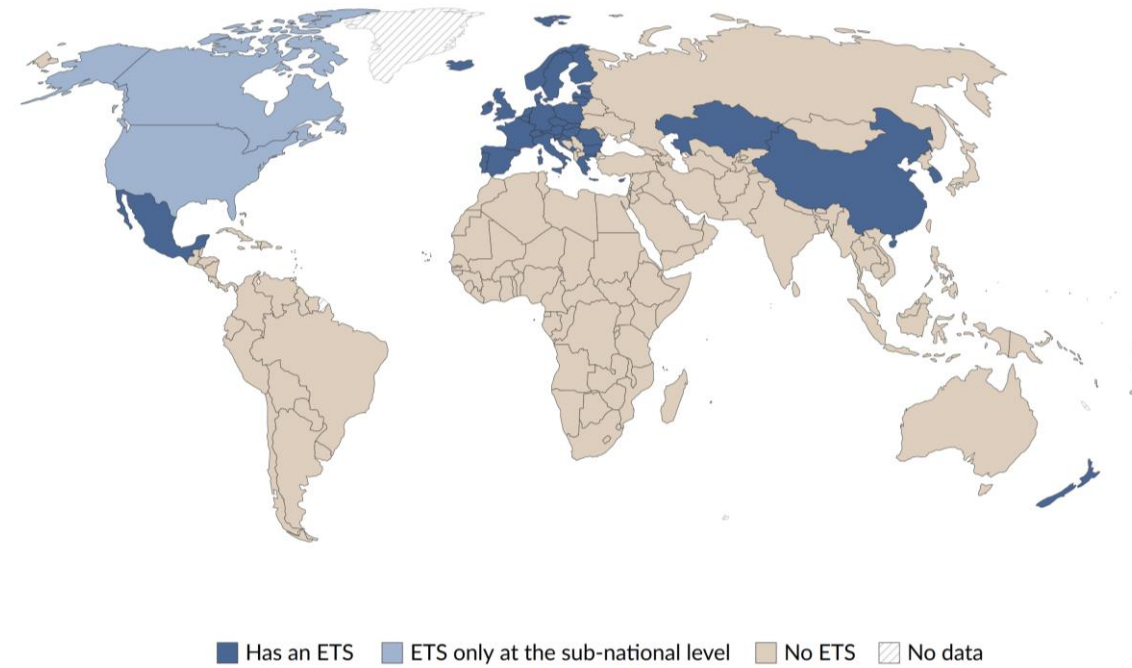 Has an ETS ETS only at the sub-national level No ETS No data